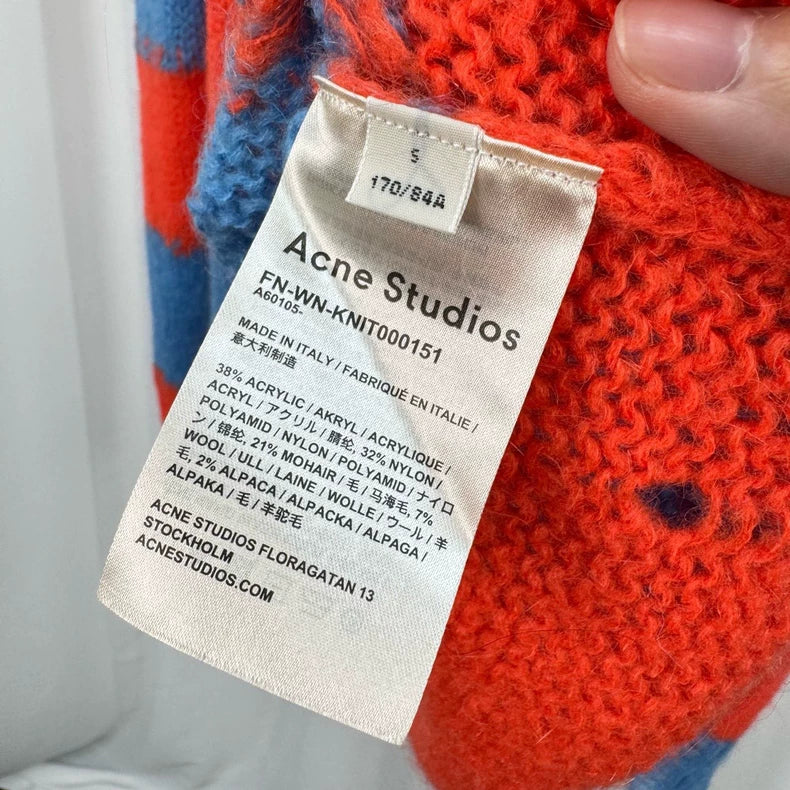 S
170/84A
Acne Studios
FN-WN-KNIT000151
A60105-
MADE IN ITALY / FABRIQUÉ EN ITALIE /
意大利制造
38% ACRYLIC / AKRYL / ACRYLIQUE /
ACRYL / アクリル / 腈纶, 32% NYLON /
POLYAMID / NYLON / POLYAMID / ナイロ
ン / 锦纶, 21% MOHAIR / 毛 / 马海毛, 7%
WOOL / ULL / LAINE / WOLLE / ウール / 羊
毛, 2% ALPACA / ALPACKA / ALPAGA /
ALPAKA / 毛 / 羊驼毛
ACNE STUDIOS FLORAGATAN 13
STOCKHOLM
ACNESTUDIOS.COM